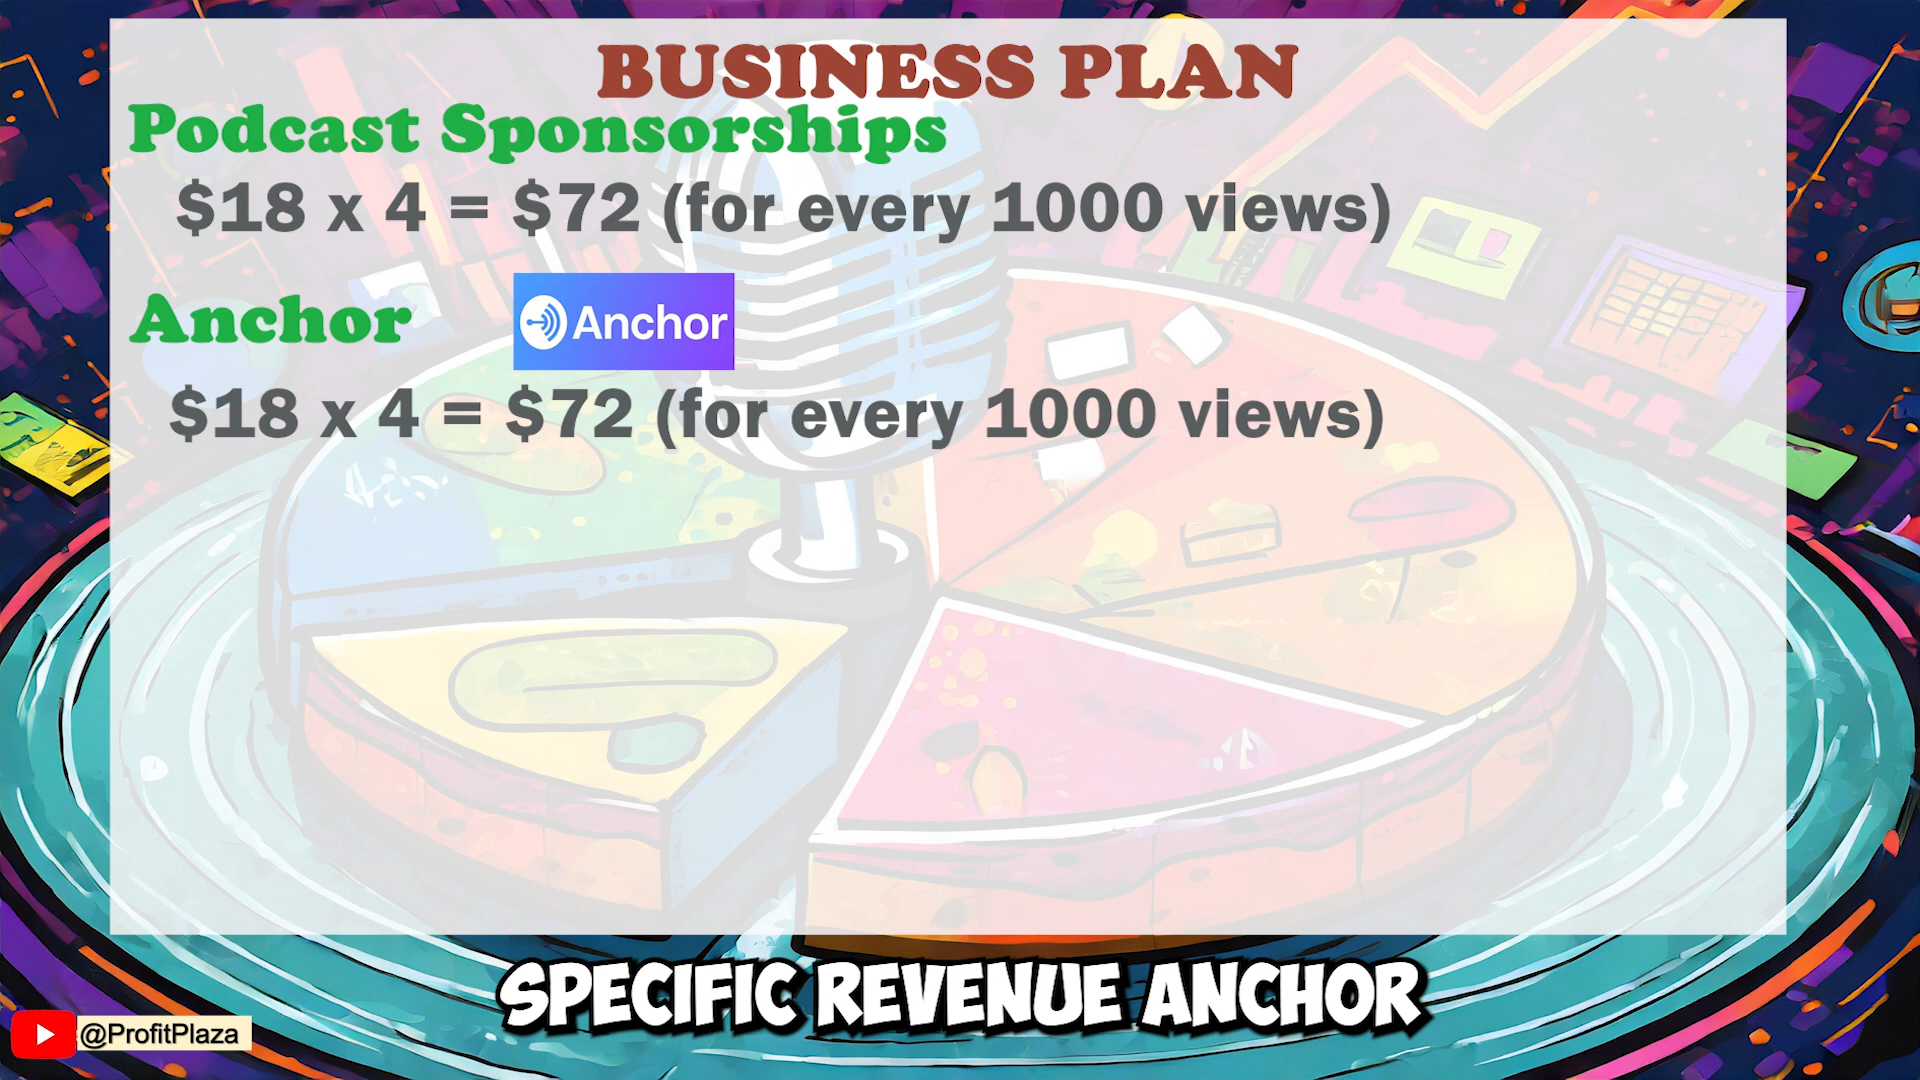 BUSINESS PLAN
Podcast Sponsorships
$18 x 4 = $72 (for every 1000 views)
Anchor
Anchor
$18 x 4 = $72 (for every 1000 views)
SPECIFIC REVENUE ANCHOR
@ProfitPlaza